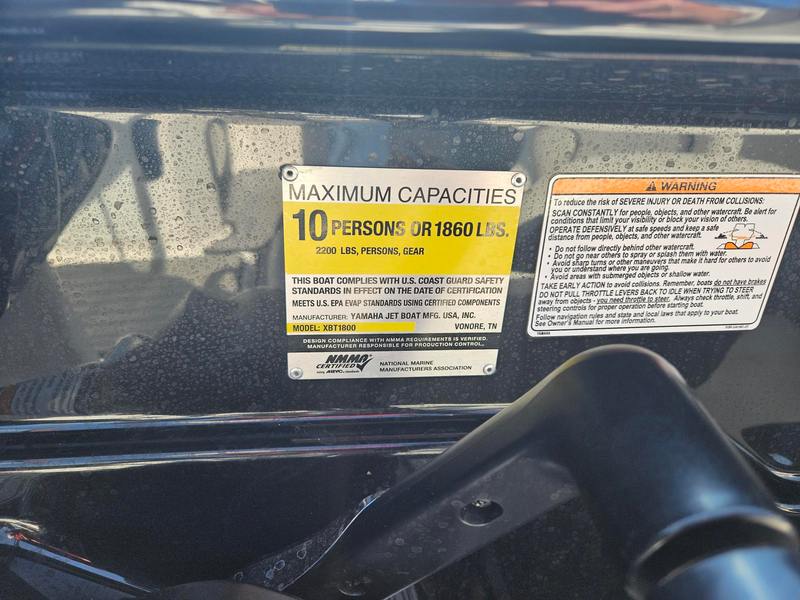 MAXIMUM CAPACITIES
10 PERSONS OR 1860 LBS.
2200 LBS, PERSONS, GEAR
THIS BOAT COMPLIES WITH U.S. COAST GUARD SAFETY
STANDARDS IN EFFECT ON THE DATE OF CERTIFICATION
MEETS U.S. EPA EVAP STANDARDS USING CERTIFIED COMPONENTS
MANUFACTURER: YAMAHA JET BOAT MFG. USA, INC.
MODEL: XBT1800 VONORE, TN
DESIGN COMPLIANCE WITH NMMA REQUIREMENTS IS VERIFIED.
MANUFACTURER RESPONSIBLE FOR PRODUCTION CONTROL.
NMMA
CERTIFIED
using ABYC standards
NATIONAL MARINE
MANUFACTURERS ASSOCIATION
WARNING
To reduce the risk of SEVERE INJURY OR DEATH FROM COLLISIONS:
SCAN CONSTANTLY for people, objects, and other watercraft. Be alert for
conditions that limit your visibility or block your vision of others.
OPERATE DEFENSIVELY at safe speeds and keep a safe
distance from people, objects, and other watercraft.
• Do not follow directly behind other watercraft.
• Do not go near others to spray or splash them with water.
• Avoid sharp turns or other maneuvers that make it hard for others to avoid
you or understand where you are going.
• Avoid areas with submerged objects or shallow water.
TAKE EARLY ACTION to avoid collisions. Remember, boats do not have brakes
DO NOT PULL THROTTLE LEVERS BACK TO IDLE WHEN TRYING TO STEER
away from objects - you need throttle to steer. Always check throttle, shift, and
steering controls for proper operation before starting boat.
Follow navigation rules and state and local laws that apply to your boat.
See Owner's Manual for more information.
YAMAHA